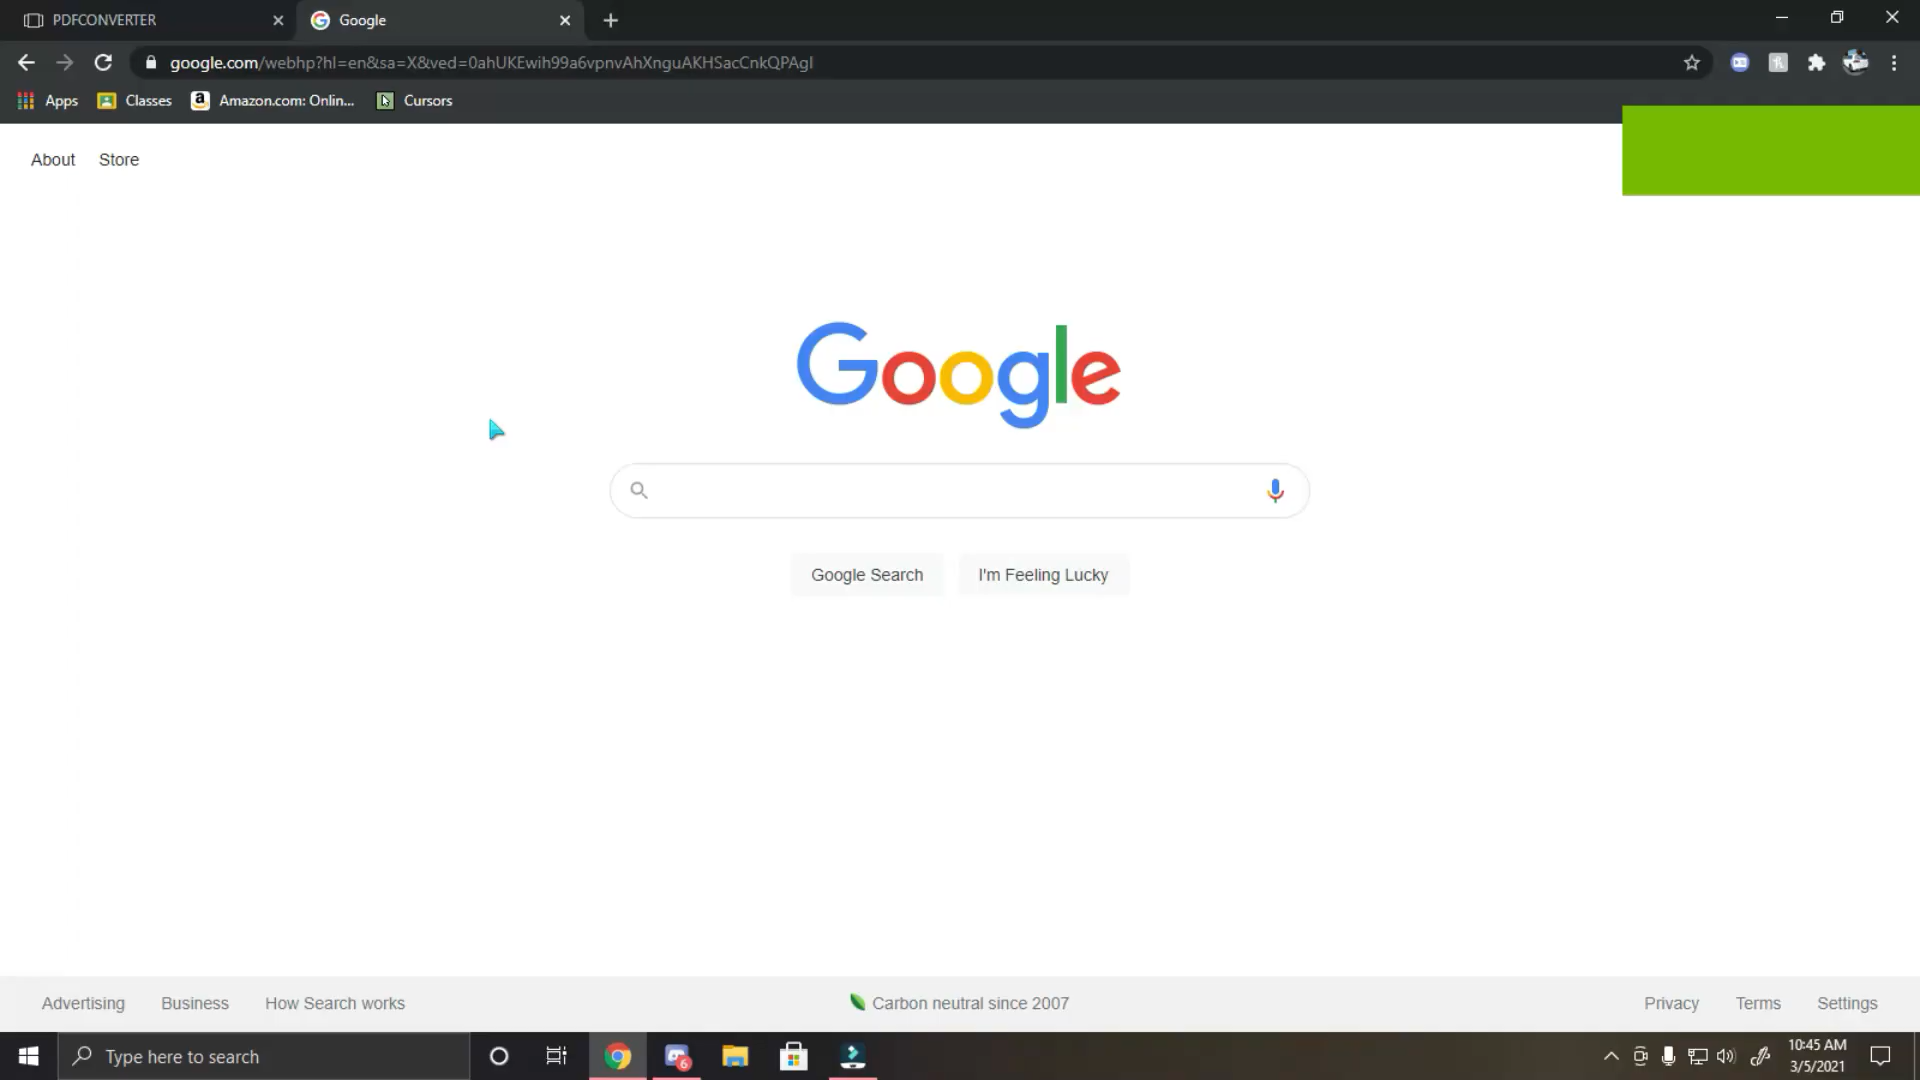 PDFCONVERTER
Google
google.com/webhp?hl=en&sa=X&ved=0ahUKEwih99a6vpnvAhXnguAKHSacCnkQPAgI
Apps
Classes
Amazon.com: Onlin...
Cursors
About
Store
Google
Google Search
I'm Feeling Lucky
Advertising
Business
How Search works
Carbon neutral since 2007
Privacy
Terms
Settings
Type here to search
6
10:45 AM
3/5/2021